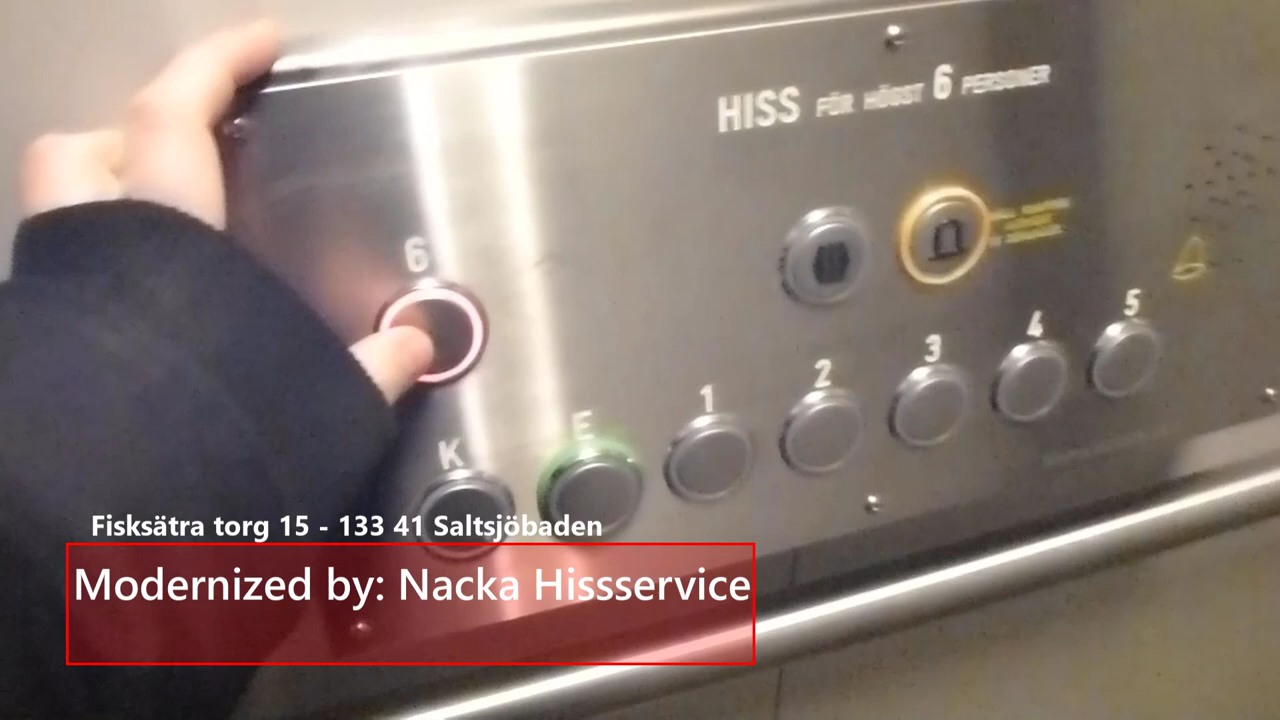 HISS FÖR HÖGST 6 PERSONER
6
5
4
3
2
1
E
K
Fisksätra torg 15 - 133 41 Saltsjöbaden
Modernized by: Nacka Hissservice